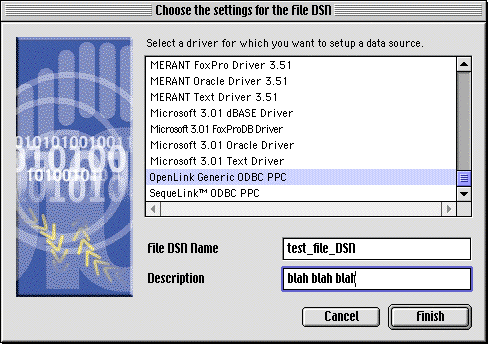 Choose the settings for the File DSN
Select a driver for which you want to setup a data source.
MERANT FoxPro Driver 3.51
MERANT Oracle Driver 3.51
MERANT Text Driver 3.51
Microsoft 3.01 dBASE Driver
Microsoft 3.01 FoxProDB Driver
Microsoft 3.01 Oracle Driver
Microsoft 3.01 Text Driver
OpenLink Generic ODBC PPC
SequeLink™ ODBC PPC
010101001001
0101010010
101001010
File DSN Name
test_file_DSN
Description
blah blah blah
Cancel
Finish